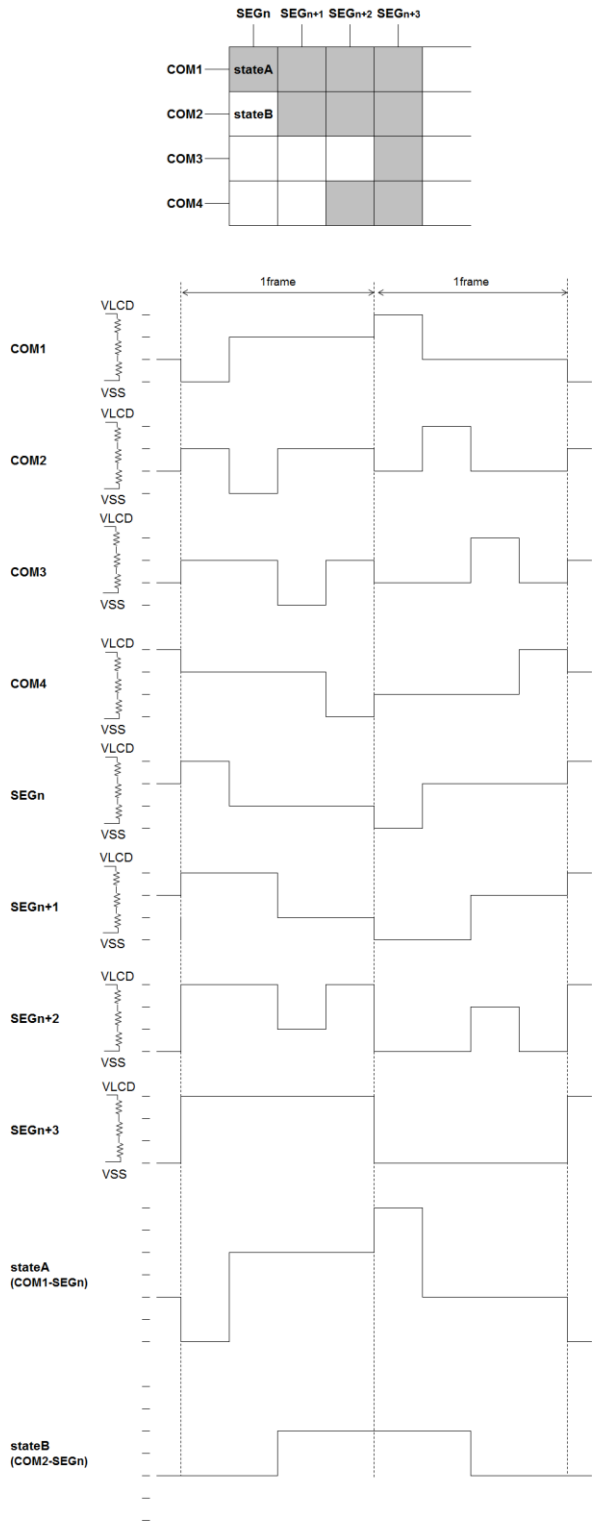 SEGn SEGn+1 SEGn+2 SEGn+3
COM1 stateA
COM2 stateB
COM3
COM4
1frame 1frame
VLCD
COM1
VSS
VLCD
COM2
VSS
VLCD
COM3
VSS
VLCD
COM4
VSS
VLCD
SEGn
VSS
VLCD
SEGn+1
VSS
VLCD
SEGn+2
VSS
VLCD
SEGn+3
VSS
stateA
(COM1-SEGn)
stateB
(COM2-SEGn)